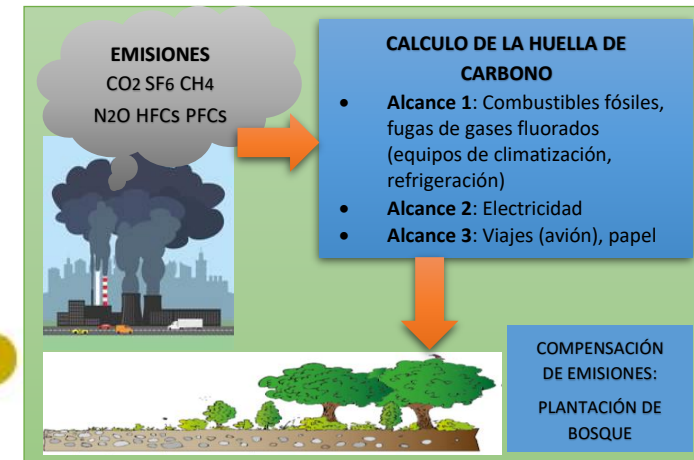 EMISIONES
CO2 SF6 CH4
N2O HFCs PFCs
CALCULO DE LA HUELLA DE
CARBONO
• Alcance 1: Combustibles fósiles,
fugas de gases fluorados
(equipos de climatización,
refrigeración)
• Alcance 2: Electricidad
• Alcance 3: Viajes (avión), papel
COMPENSACIÓN
DE EMISIONES:
PLANTACIÓN DE
BOSQUE